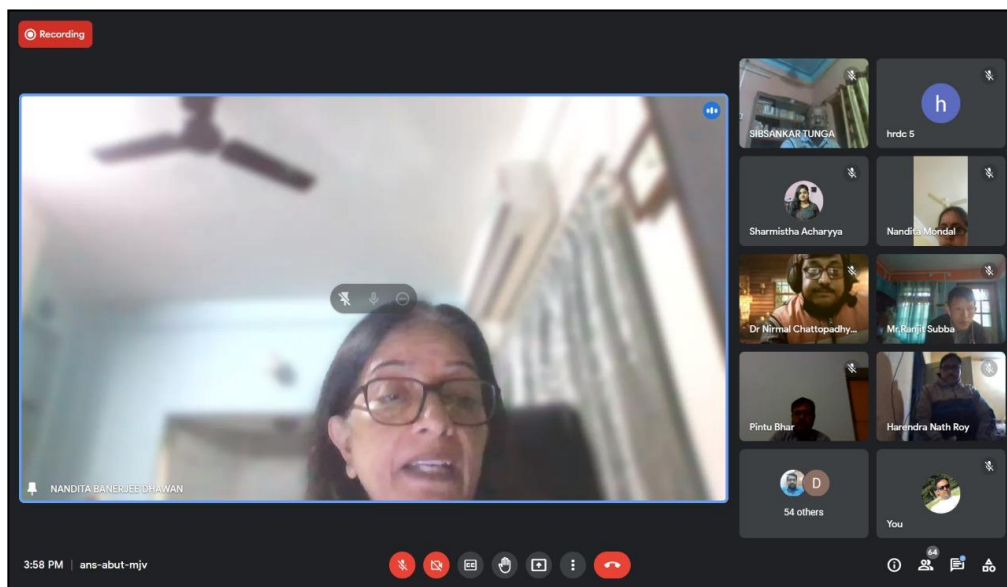 Recording
SIBSANKAR TUNGA
h
hrdc 5
Sharmistha Acharyya
Nandita Mondal
Dr Nirmal Chattopadhy...
Mr.Ranjit Subba
Pintu Bhar
Harendra Nath Roy
D
54 others
You
NANDITA BANERJEE DHAWAN
3:58 PM | ans-abut-mjv
CC
64